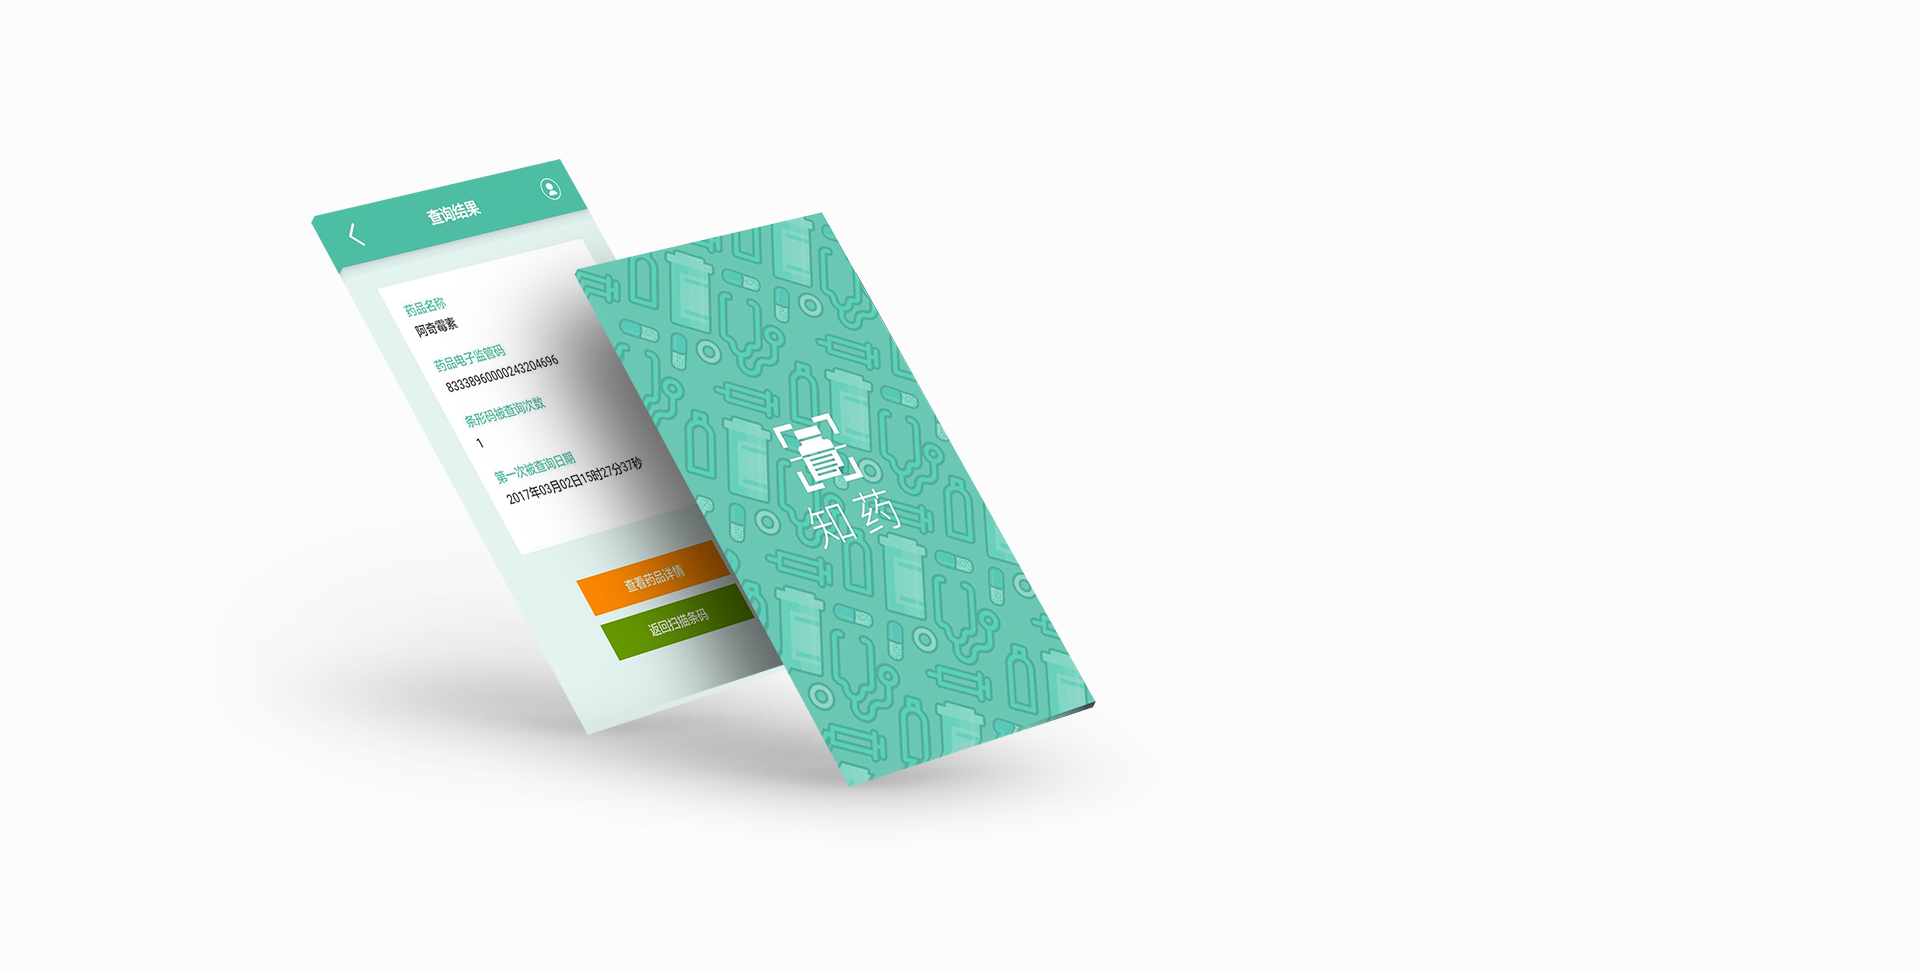 查询结果
药品名称
阿奇霉素
药品电子监管码
83338960000243204696
条形码被查询次数
1
第一次被查询日期
2017年03月02日15时27分37秒
查看药品详情
返回扫描条码
知药